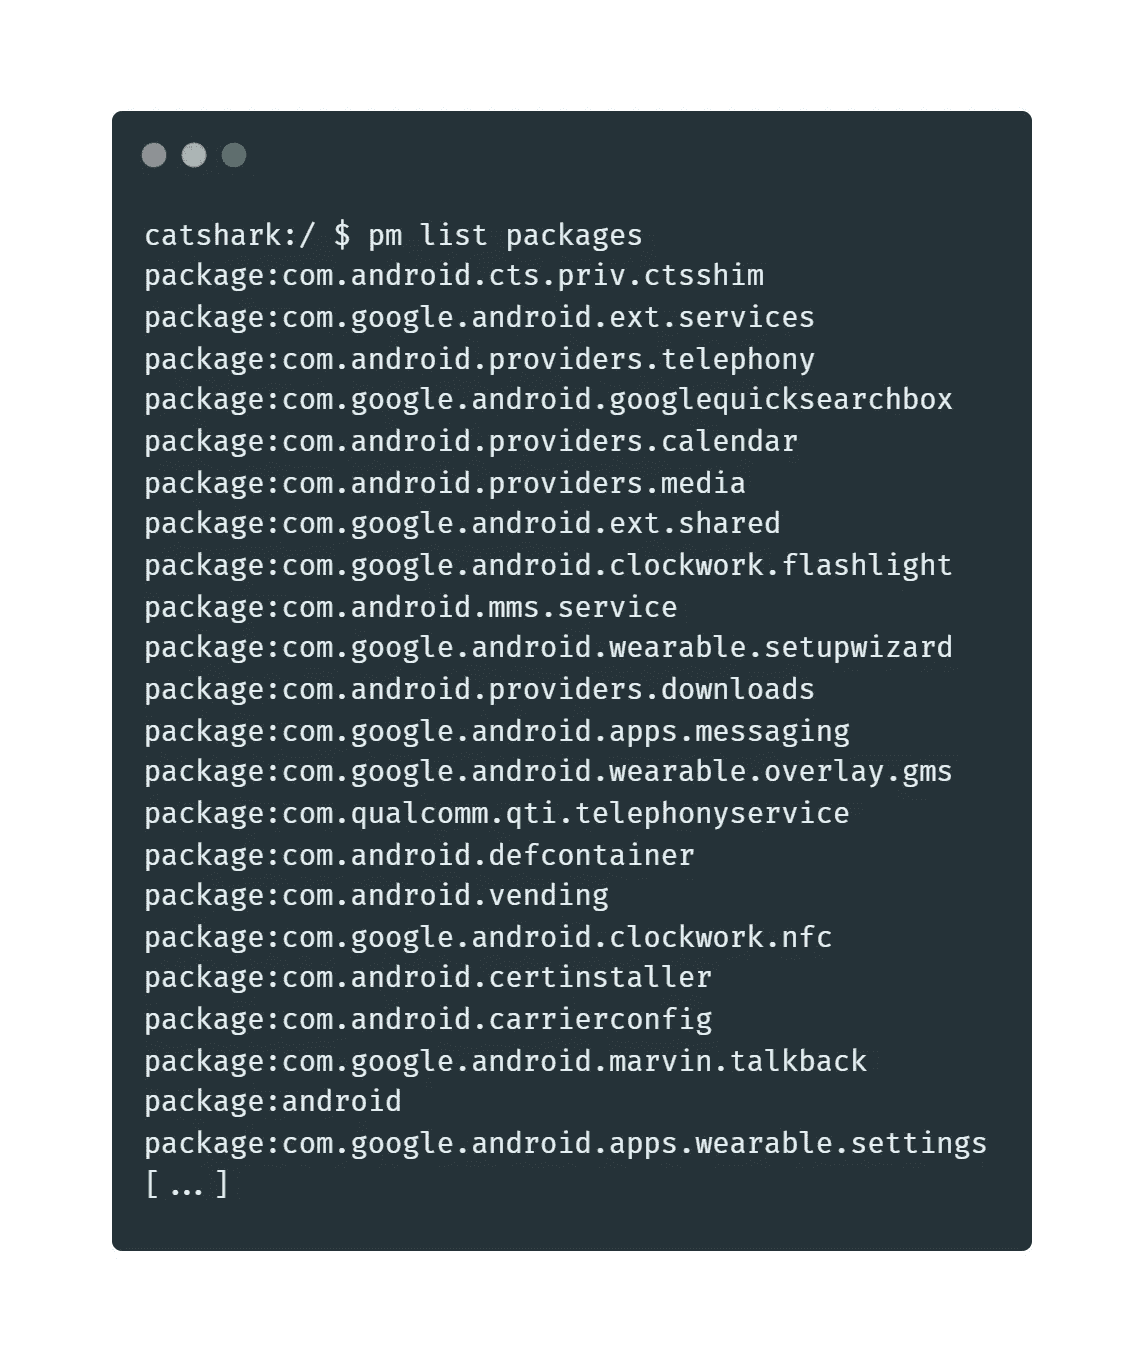 catshark:/ $ pm list packages
package:com.android.cts.priv.ctsshim
package:com.google.android.ext.services
package:com.android.providers.telephony
package:com.google.android.googlequicksearchbox
package:com.android.providers.calendar
package:com.android.providers.media
package:com.google.android.ext.shared
package:com.google.android.clockwork.flashlight
package:com.android.mms.service
package:com.google.android.wearable.setupwizard
package:com.android.providers.downloads
package:com.google.android.apps.messaging
package:com.google.android.wearable.overlay.gms
package:com.qualcomm.qti.telephonyservice
package:com.android.defcontainer
package:com.android.vending
package:com.google.android.clockwork.nfc
package:com.android.certinstaller
package:com.android.carrierconfig
package:com.google.android.marvin.talkback
package:android
package:com.google.android.apps.wearable.settings
[ ... ]